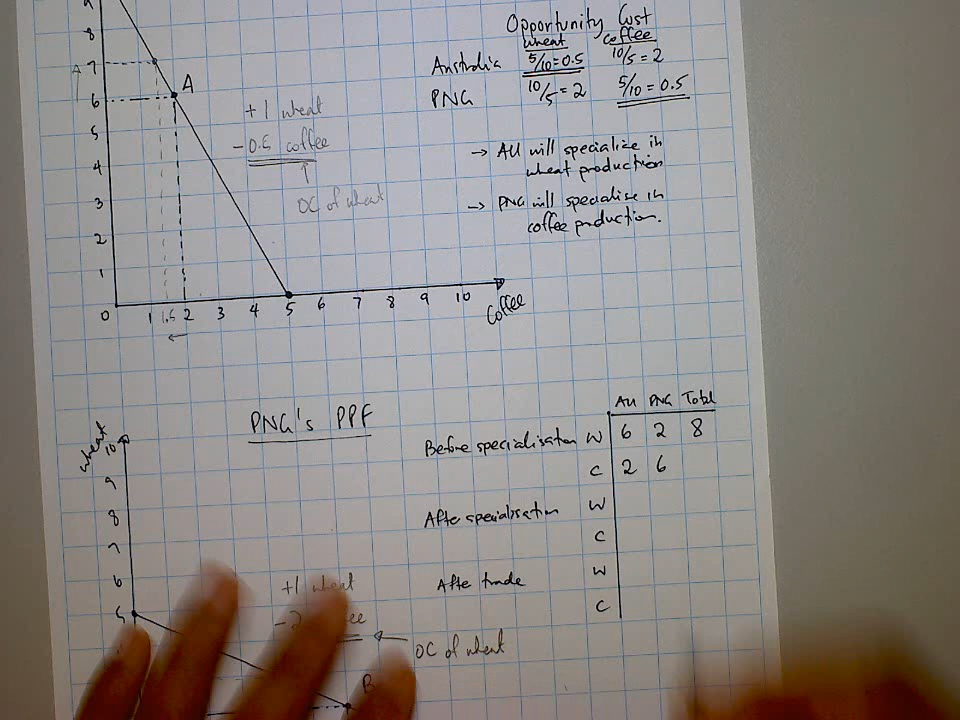 Opportunity Cost
wheat coffee
Australia 5/10=0.5 10/5=2
PNG 10/5=2 5/10=0.5
→ AU will specialize in
wheat production
→ PNG will specialise in
coffee production.
8
7
6 A
5
4
3
2
1
0 1 1.5 2 3 4 5 6 7 8 9 10
Coffee
+1 wheat
-0.5 coffee
OC of wheat
PNG's PPF
wheat
10
9
8
7
6
5
+1 wheat
OC of wheat
B
AU PNG Total
Before specialisation W 6 2 8
C 2 6
After specialisation W
C
After trade W
C